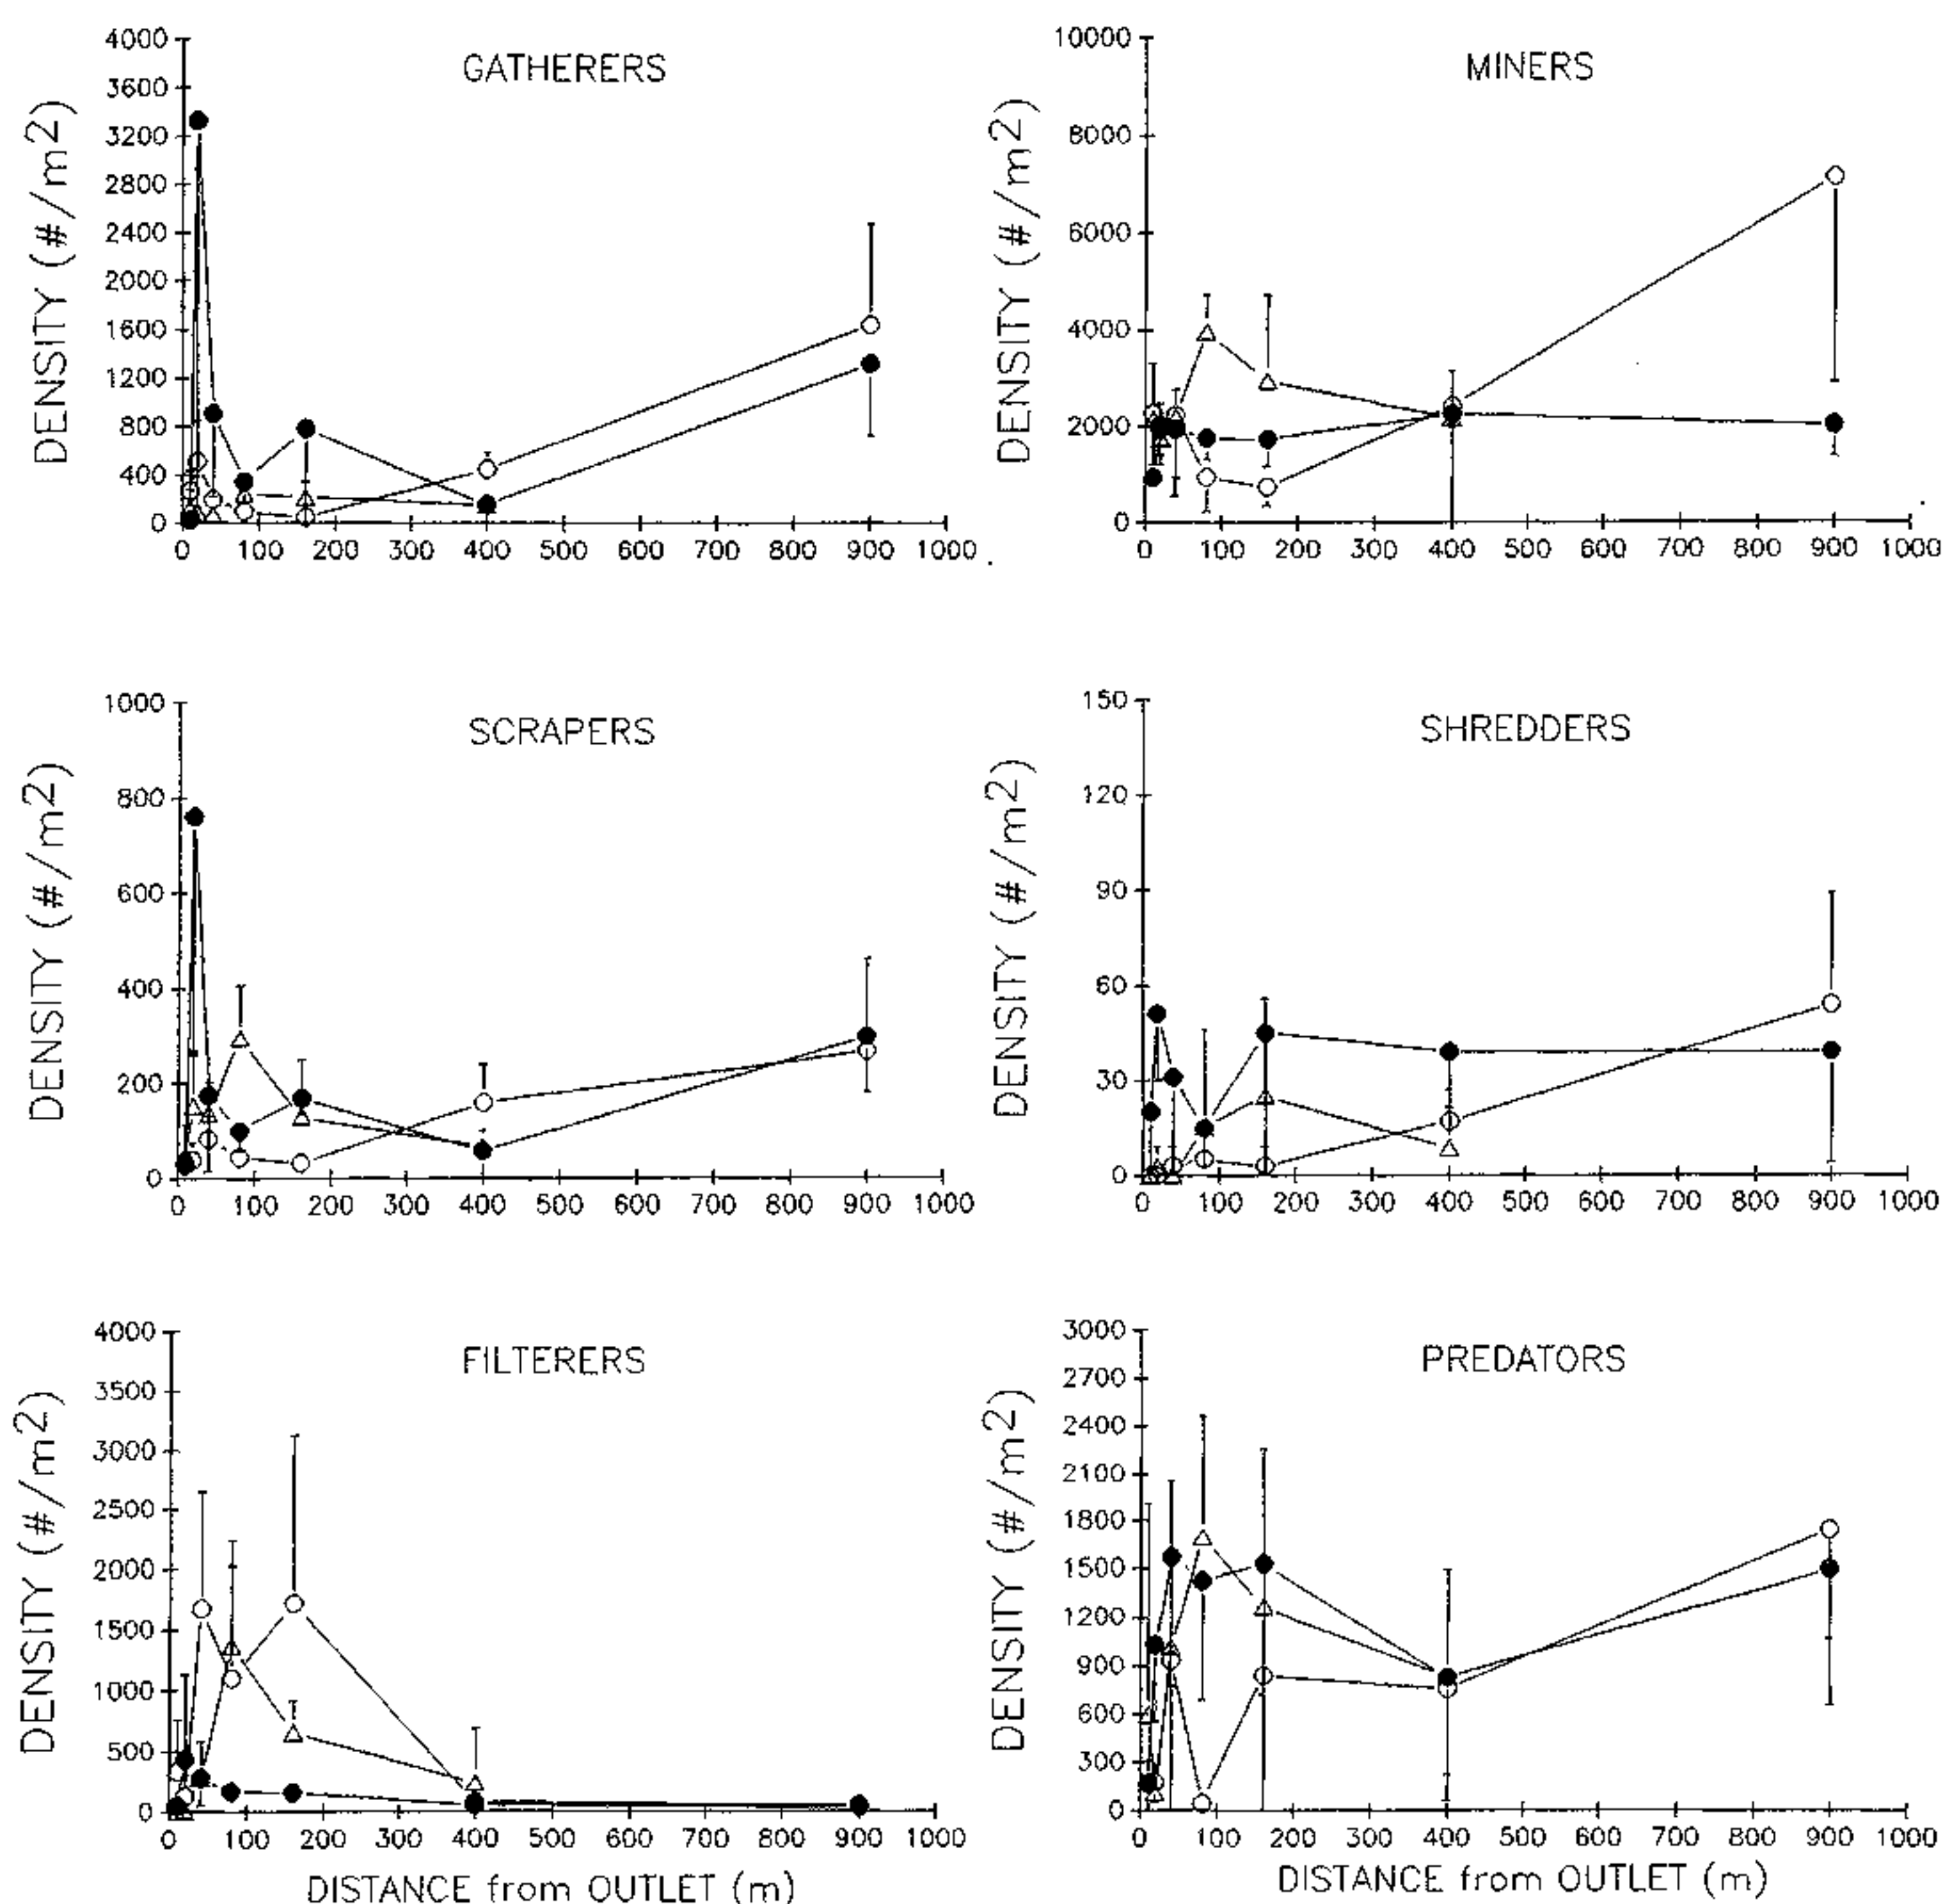 GATHERERS
DENSITY (#/m2)
4000
3600
3200
2800
2400
2000
1600
1200
800
400
0
0 100 200 300 400 500 600 700 800 900 1000
MINERS
DENSITY (#/m2)
10000
8000
6000
4000
2000
0
0 100 200 300 400 500 600 700 800 900 1000
SCRAPERS
DENSITY (#/m2)
1000
800
600
400
200
0
0 100 200 300 400 500 600 700 800 900 1000
SHREDDERS
DENSITY (#/m2)
150
120
90
60
30
0
0 100 200 300 400 500 600 700 800 900 1000
FILTERERS
DENSITY (#/m2)
4000
3500
3000
2500
2000
1500
1000
500
0
0 100 200 300 400 500 600 700 800 900 1000
DISTANCE from OUTLET (m)
PREDATORS
DENSITY (#/m2)
3000
2700
2400
2100
1800
1500
1200
900
600
300
0
0 100 200 300 400 500 600 700 800 900 1000
DISTANCE from OUTLET (m)